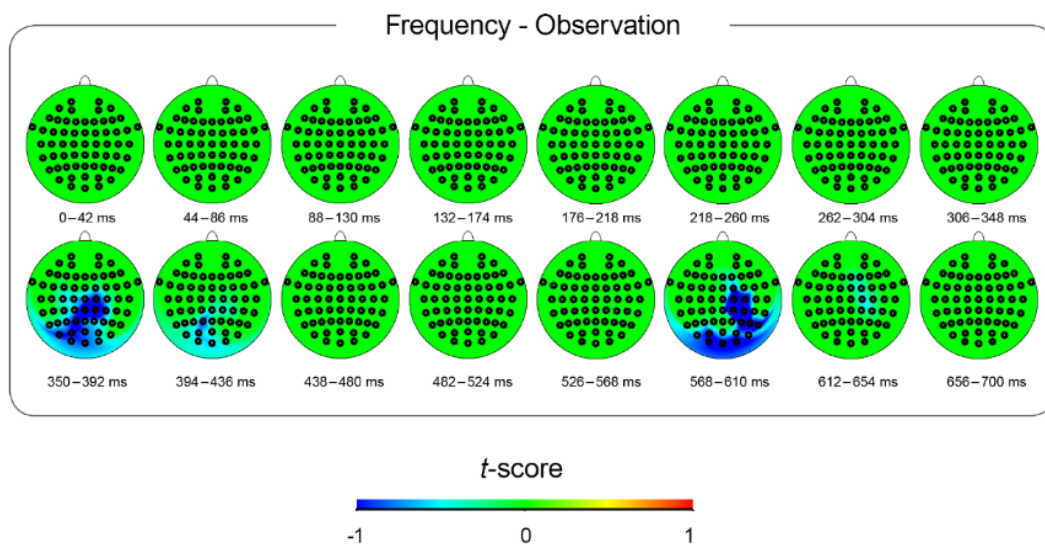 Frequency - Observation
0–42 ms 44–86 ms 88–130 ms 132–174 ms 176–218 ms 218–260 ms 262–304 ms 306–348 ms
350–392 ms 394–436 ms 438–480 ms 482–524 ms 526–568 ms 568–610 ms 612–654 ms 656–700 ms
t-score
-1 0 1